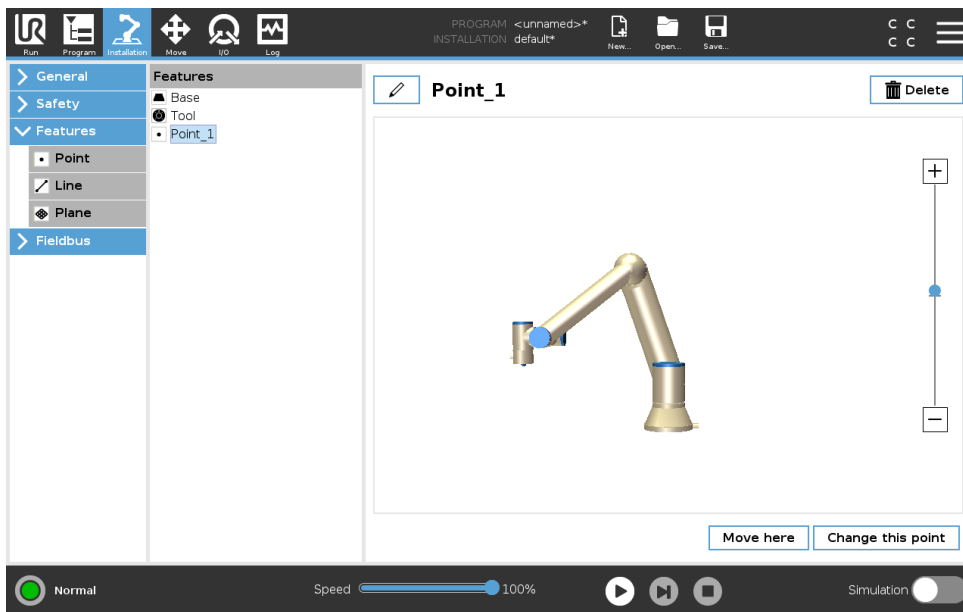 PROGRAM <unnamed>*
INSTALLATION default*
Run Program Installation Move I/O Log New... Open... Save...
C C
C C
General
Safety
Features
Point
Line
Plane
Fieldbus
Features
Base
Tool
Point_1
Point_1
Delete
+
−
Move here Change this point
Normal Speed 100% Simulation